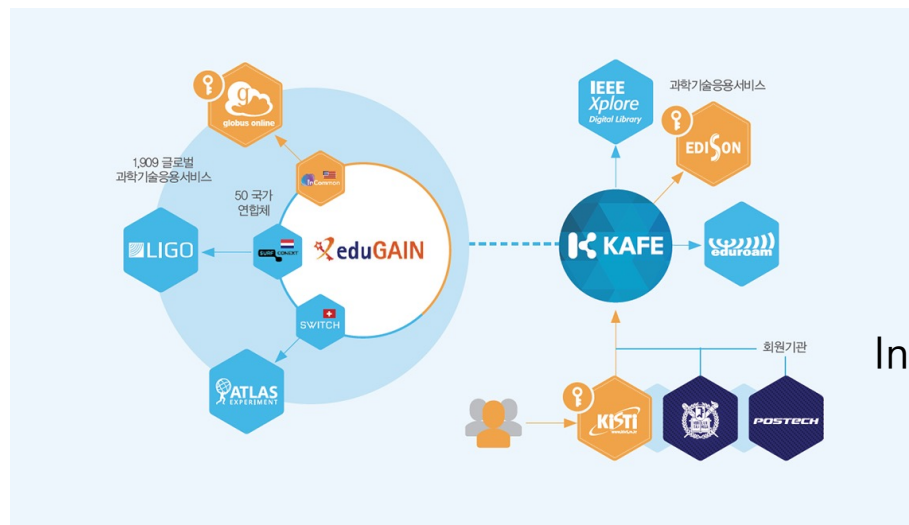 IEEE
Xplore
Digital Library
과학기술응용서비스
g
globus online
EDISON
1,909 글로벌
과학기술응용서비스
InCommon
50 국가
연합체
LIGO
SURF CONEXT
eduGAIN
KAFE
eduroam
SWITCH
회원기관
In
ATLAS
EXPERIMENT
KiSTi
POSTECH